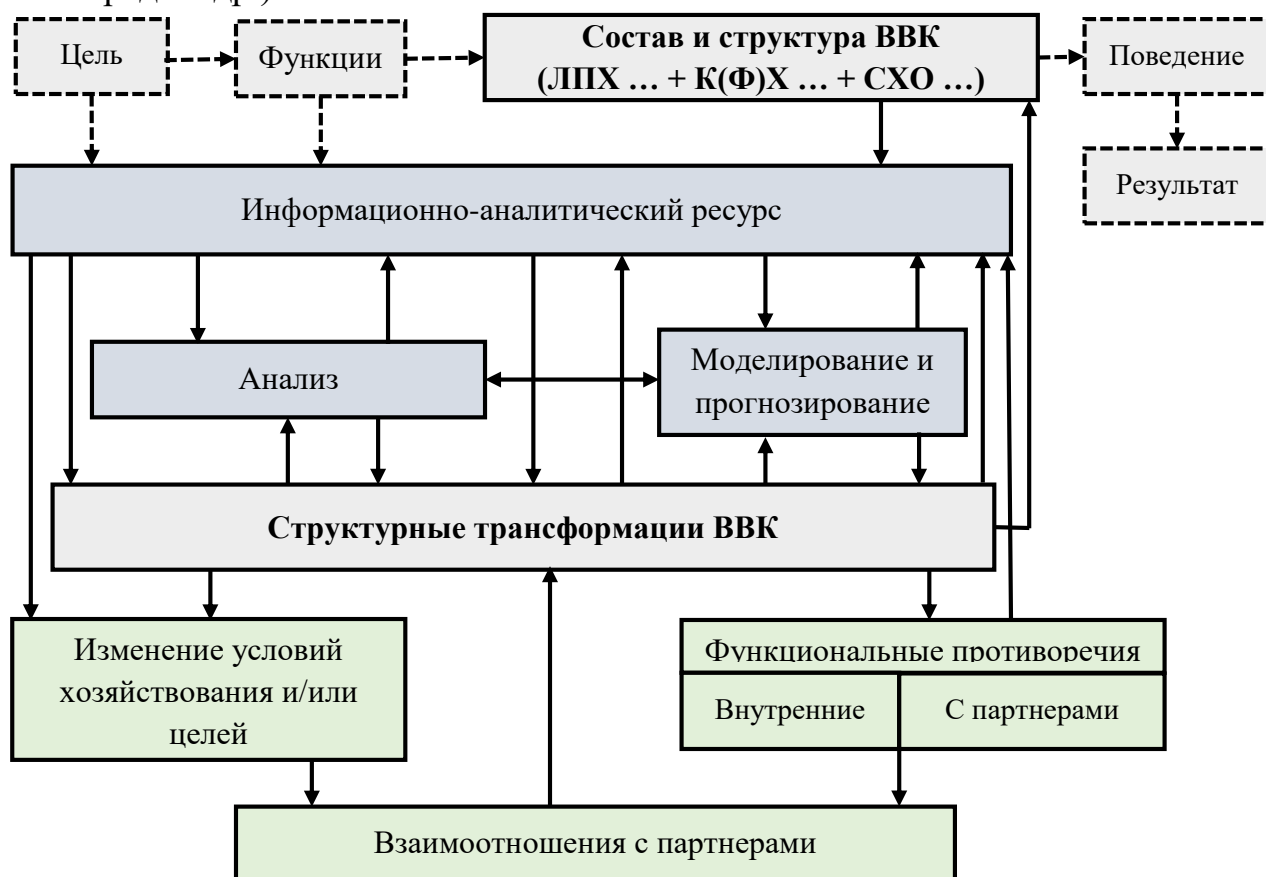 Цель
Функции
Состав и структура ВВК
(ЛПХ … + К(Ф)Х … + СХО …)
Поведение
Результат
Информационно-аналитический ресурс
Анализ
Моделирование и
прогнозирование
Структурные трансформации ВВК
Изменение условий
хозяйствования и/или
целей
Функциональные противоречия
Внутренние
С партнерами
Взаимоотношения с партнерами